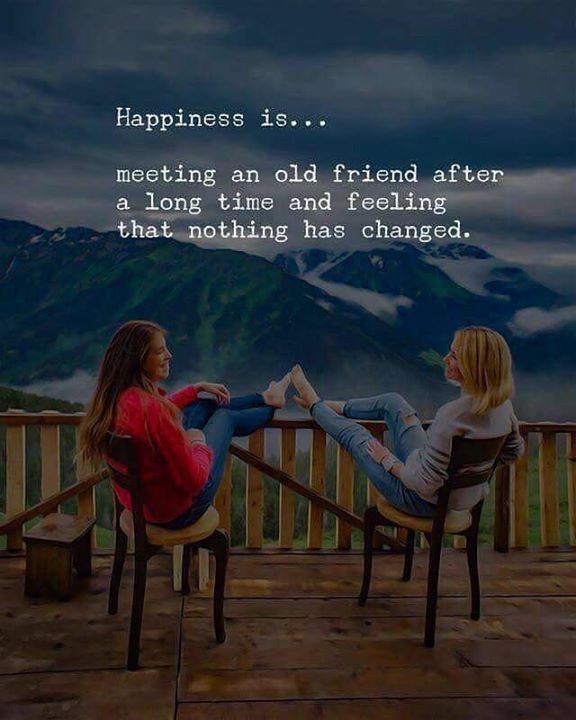 Happiness is...
meeting an old friend after
a long time and feeling
that nothing has changed.